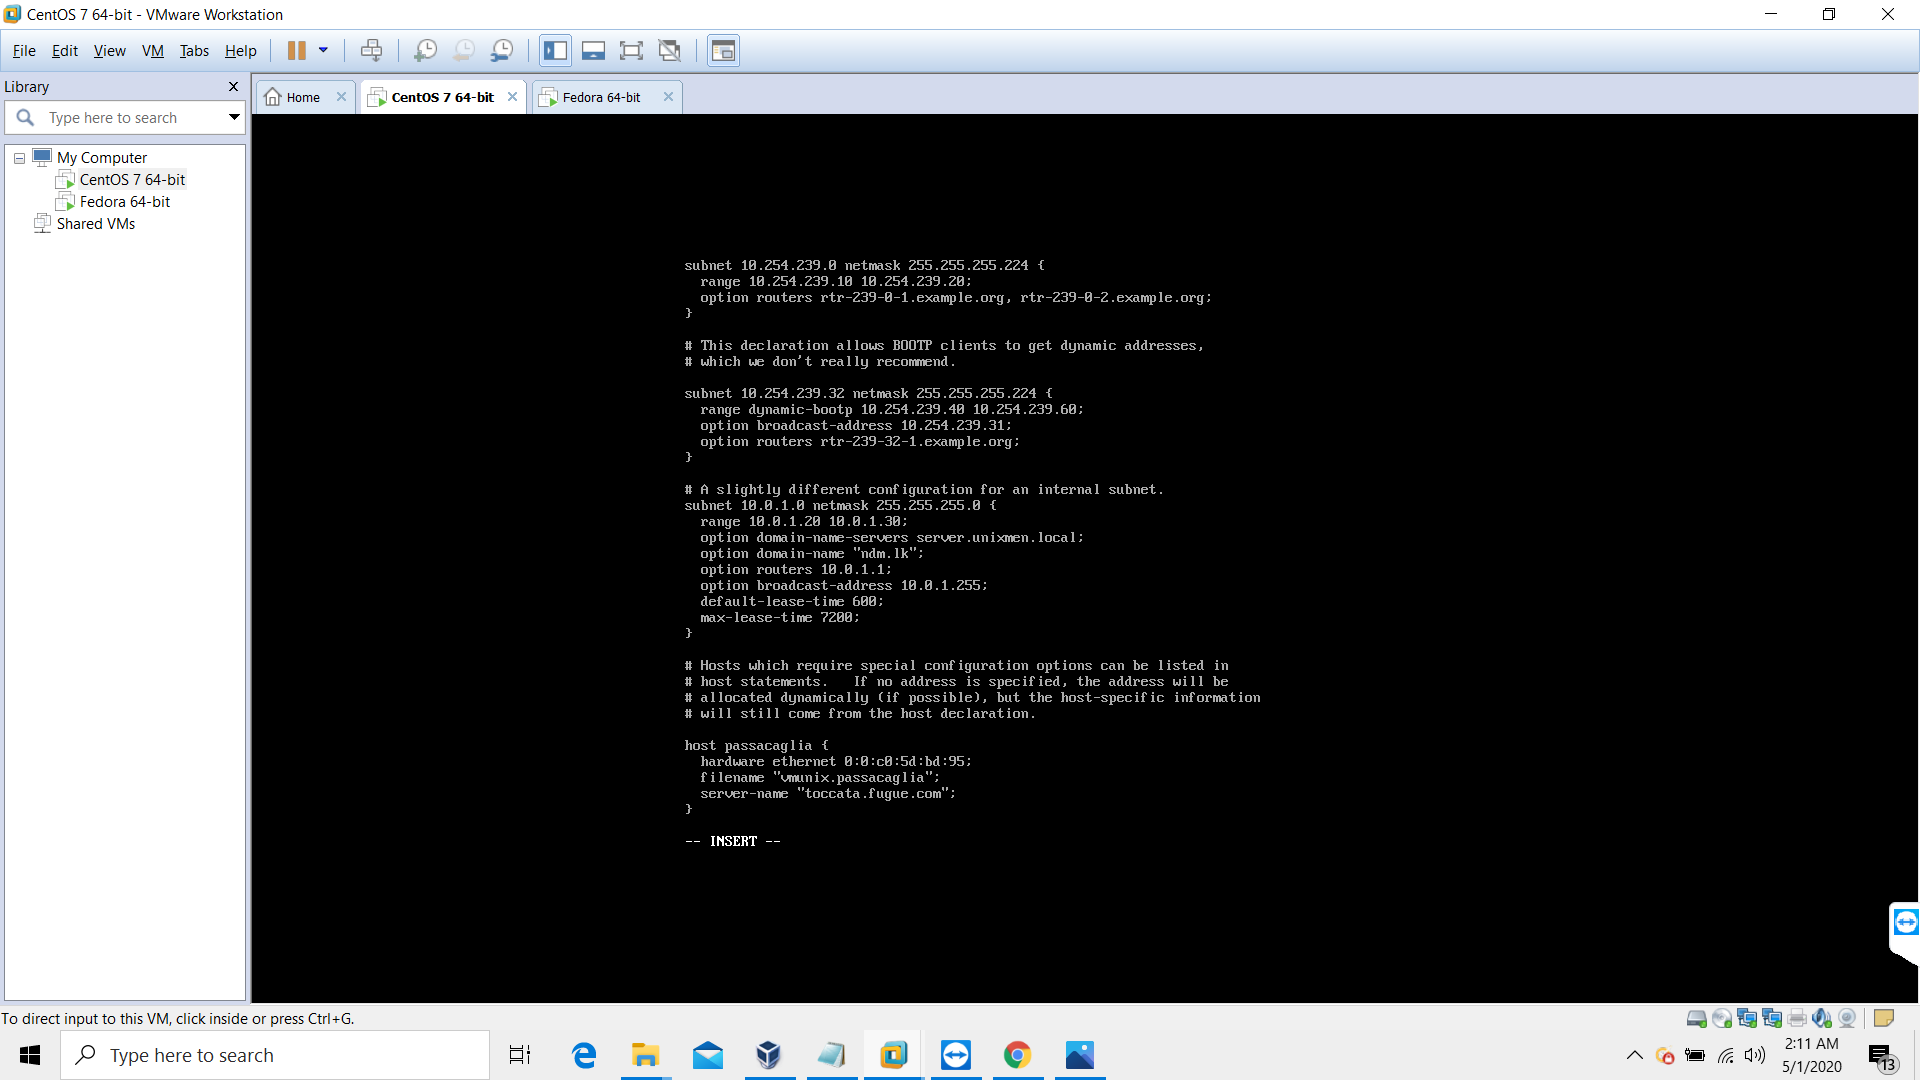 CentOS 7 64-bit - VMware Workstation
File Edit View VM Tabs Help
Library
Type here to search
My Computer
CentOS 7 64-bit
Fedora 64-bit
Shared VMs
Home
CentOS 7 64-bit
Fedora 64-bit
subnet 10.254.239.0 netmask 255.255.255.224 {
  range 10.254.239.10 10.254.239.20;
  option routers rtr-239-0-1.example.org, rtr-239-0-2.example.org;
}
# This declaration allows BOOTP clients to get dynamic addresses,
# which we don't really recommend.
subnet 10.254.239.32 netmask 255.255.255.224 {
  range dynamic-bootp 10.254.239.40 10.254.239.60;
  option broadcast-address 10.254.239.31;
  option routers rtr-239-32-1.example.org;
}
# A slightly different configuration for an internal subnet.
subnet 10.0.1.0 netmask 255.255.255.0 {
  range 10.0.1.20 10.0.1.30;
  option domain-name-servers server.unixmen.local;
  option domain-name "ndm.lk";
  option routers 10.0.1.1;
  option broadcast-address 10.0.1.255;
  default-lease-time 600;
  max-lease-time 7200;
}
# Hosts which require special configuration options can be listed in
# host statements.   If no address is specified, the address will be
# allocated dynamically (if possible), but the host-specific information
# will still come from the host declaration.
host passacaglia {
  hardware ethernet 0:0:c0:5d:bd:95;
  filename "vmunix.passacaglia";
  server-name "toccata.fugue.com";
}
-- INSERT --
To direct input to this VM, click inside or press Ctrl+G.
Type here to search
2:11 AM
5/1/2020
13